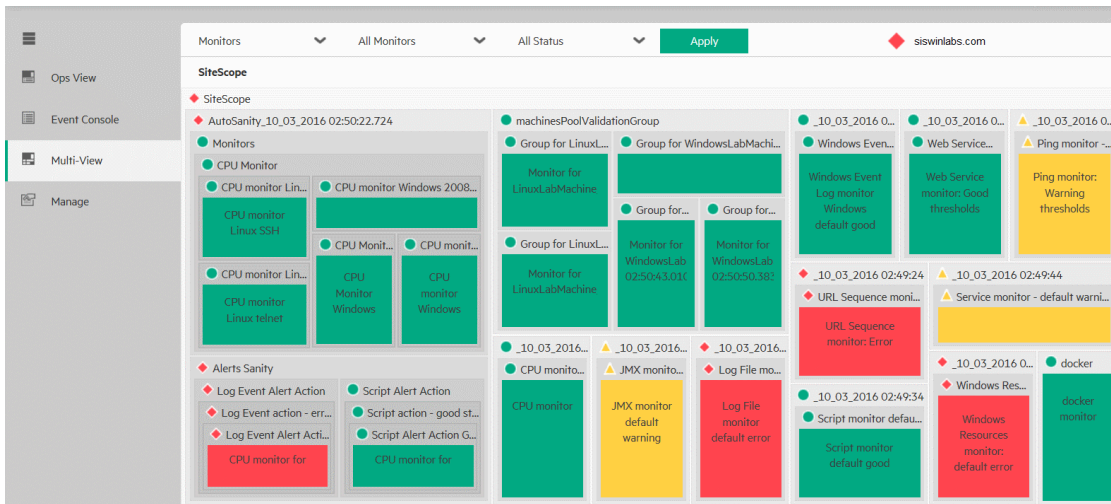 Monitors
All Monitors
All Status
Apply
siswinlabs.com
Ops View
Event Console
Multi-View
Manage
SiteScope
SiteScope
AutoSanity_10_03_2016 02:50:22.724
Monitors
CPU Monitor
CPU monitor Lin...
CPU monitor
Linux SSH
CPU monitor Windows 2008...
CPU Monit...
CPU
Monitor
Windows
CPU monit...
CPU
monitor
Windows
CPU monitor Lin...
CPU monitor
Linux telnet
Alerts Sanity
Log Event Alert Action
Log Event action - err...
Log Event Alert Acti...
CPU monitor for
Script Alert Action
Script action - good st...
Script Alert Action G...
CPU monitor for
machinesPoolValidationGroup
Group for LinuxL...
Monitor for
LinuxLabMachine
Group for WindowsLabMachi...
Group for...
Monitor for
WindowsLab
02:50:43.010
Group for...
Monitor for
WindowsLab
02:50:50.383
Group for LinuxL...
Monitor for
LinuxLabMachine
_10_03_2016...
CPU monito...
CPU monitor
_10_03_2016...
JMX monito...
JMX monitor
default
warning
_10_03_2016...
Log File mo...
Log File
monitor
default error
_10_03_2016 0...
Windows Even...
Windows Event
Log monitor
Windows
default good
_10_03_2016 0...
Web Service...
Web Service
monitor: Good
thresholds
_10_03_2016 0...
Ping monitor -...
Ping monitor:
Warning
thresholds
_10_03_2016 02:49:24
URL Sequence moni...
URL Sequence
monitor: Error
_10_03_2016 02:49:44
Service monitor - default warni...
_10_03_2016 02:49:34
Script monitor defau...
Script monitor
default good
_10_03_2016 0...
Windows Res...
Windows
Resources
monitor:
default error
docker
docker
monitor